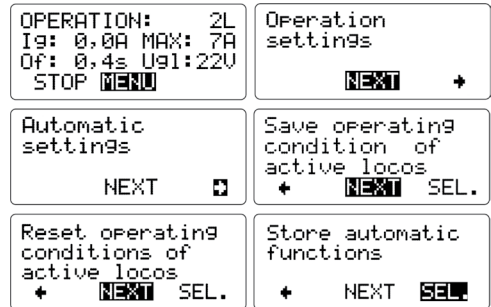 OPERATION: 2L
Ig: 0,0A MAX: 7A
Of: 0,4s Ugl:22V
STOP MENU
Operation
settings
NEXT →
Automatic
settings
NEXT →
Save operating
condition of
active locos
← NEXT SEL.
Reset operating
conditions of
active locos
← NEXT SEL.
Store automatic
functions
← NEXT SEL.